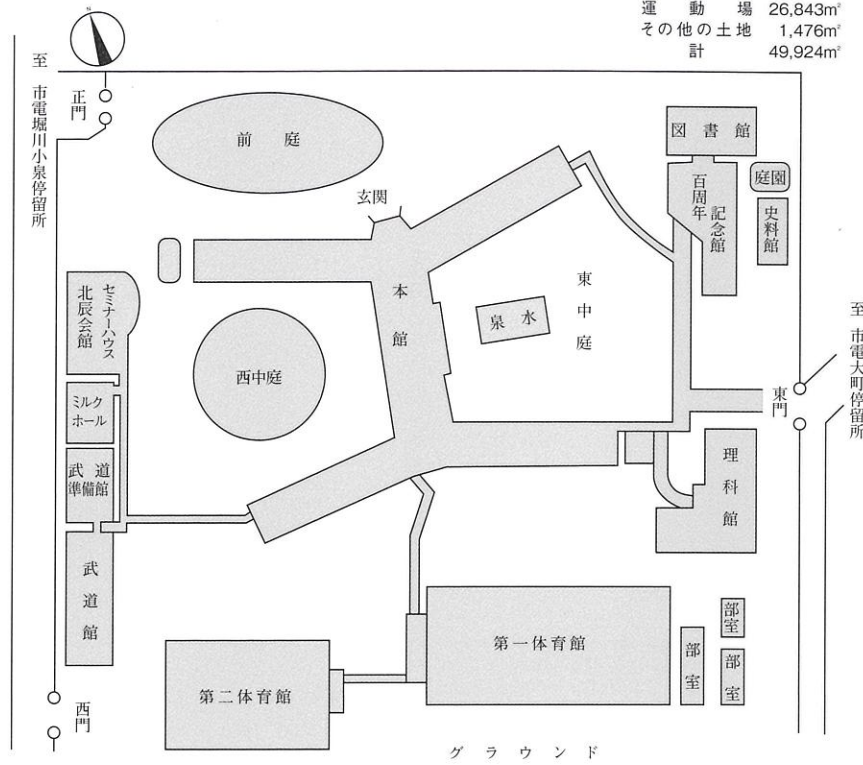 運動場 26,843m²
その他の土地 1,476m²
計 49,924m²
N
至 市電堀川小泉停留所
正門
前庭
玄関
図書館
百周年
記念館
庭園
史料館
本館
東中庭
泉水
セミナーハウス
北辰会館
西中庭
ミルク
ホール
武道
準備館
武道館
東門
至 市電大町停留所
理科館
第一体育館
第二体育館
部室
部室
部室
西門
グラウンド